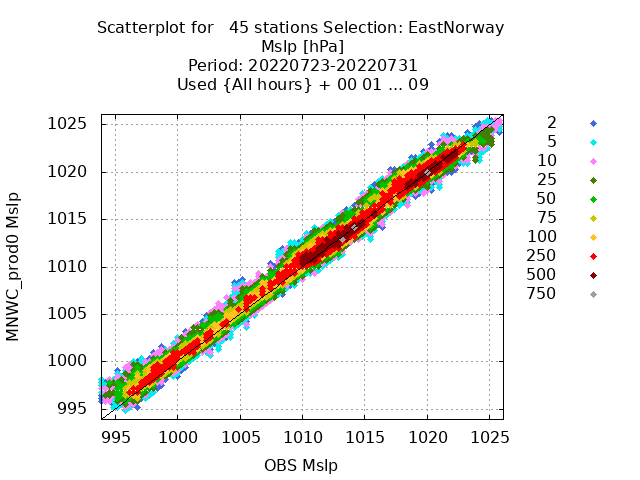 Scatterplot for   45 stations Selection: EastNorway
Mslp [hPa]
Period: 20220723-20220731
Used {All hours} + 00 01 ... 09
1025
1020
1015
1010
1005
1000
995
MNWC_prod0 Mslp
995 1000 1005 1010 1015 1020 1025
OBS Mslp
2
5
10
25
50
75
100
250
500
750